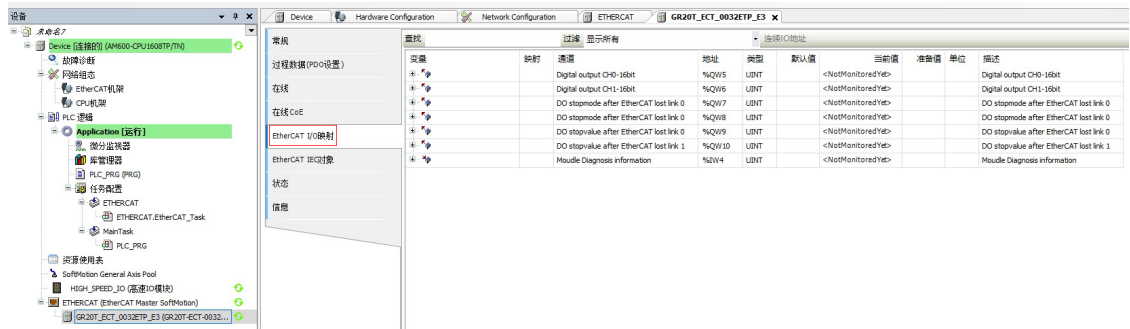 设备
未命名7
Device [连接的] (AM600-CPU1608TP/TN)
故障诊断
网络组态
EtherCAT机架
CPU机架
PLC 逻辑
Application [运行]
微分监视器
库管理器
PLC_PRG (PRG)
任务配置
ETHERCAT
ETHERCAT.EtherCAT_Task
MainTask
PLC_PRG
资源使用表
SoftMotion General Axis Pool
HIGH_SPEED_IO (高速IO模块)
ETHERCAT (EtherCAT Master SoftMotion)
GR20T_ECT_0032ETP_E3 (GR20T-ECT-0032...
Device Hardware Configuration Network Configuration ETHERCAT GR20T_ECT_0032ETP_E3
常规
过程数据(PDO设置)
在线
在线CoE
EtherCAT I/O映射
EtherCAT IEC对象
状态
信息
查找 过滤 显示所有 连续IO地址
变量 映射 通道 地址 类型 默认值 当前值 准备值 单位 描述
Digital output CH0-16bit %QW5 UINT <NotMonitoredYet> Digital output CH0-16bit
Digital output CH1-16bit %QW6 UINT <NotMonitoredYet> Digital output CH1-16bit
DO stopmode after EtherCAT lost link 0 %QW7 UINT <NotMonitoredYet> DO stopmode after EtherCAT lost link 0
DO stopmode after EtherCAT lost link 0 %QW8 UINT <NotMonitoredYet> DO stopmode after EtherCAT lost link 0
DO stopvalue after EtherCAT lost link 0 %QW9 UINT <NotMonitoredYet> DO stopvalue after EtherCAT lost link 0
DO stopvalue after EtherCAT lost link 1 %QW10 UINT <NotMonitoredYet> DO stopvalue after EtherCAT lost link 1
Moudle Diagnosis information %IW4 UINT <NotMonitoredYet> Moudle Diagnosis information